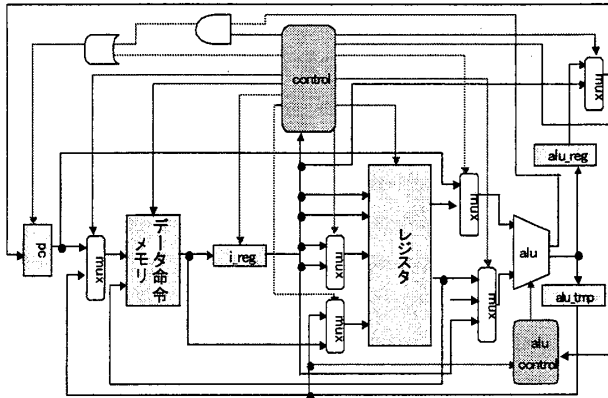 control
mux
alu_reg
pc
mux
データ命令
メモリ
i_reg
mux
mux
レジスタ
mux
mux
alu
alu_tmp
alu
control